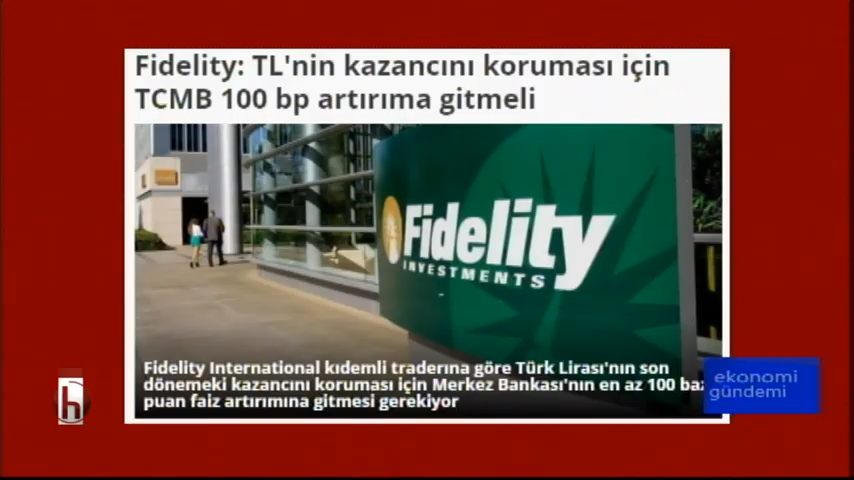 Fidelity: TL'nin kazancını koruması için
TCMB 100 bp artırıma gitmeli
Fidelity
INVESTMENTS
Fidelity International kıdemli traderına göre Türk Lirası'nın son
dönemeki kazancını koruması için Merkez Bankası'nın en az 100 baz
puan faiz artırımına gitmesi gerekiyor
h
ekonomi
gündemi